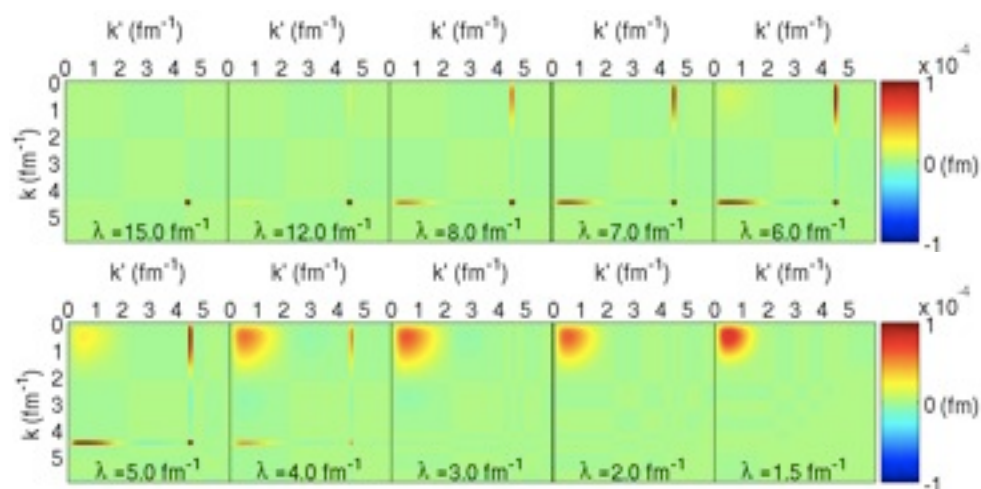 k' (fm⁻¹) k' (fm⁻¹) k' (fm⁻¹) k' (fm⁻¹) k' (fm⁻¹)
0 1 2 3 4 5 0 1 2 3 4 5 0 1 2 3 4 5 0 1 2 3 4 5 0 1 2 3 4 5 x 10⁻⁴
k (fm⁻¹)
0
1
2
3
4
5
λ =15.0 fm⁻¹ λ =12.0 fm⁻¹ λ =8.0 fm⁻¹ λ =7.0 fm⁻¹ λ =6.0 fm⁻¹
1
0 (fm)
-1
k' (fm⁻¹) k' (fm⁻¹) k' (fm⁻¹) k' (fm⁻¹) k' (fm⁻¹)
0 1 2 3 4 5 0 1 2 3 4 5 0 1 2 3 4 5 0 1 2 3 4 5 0 1 2 3 4 5 x 10⁻⁴
k (fm⁻¹)
0
1
2
3
4
5
λ =5.0 fm⁻¹ λ =4.0 fm⁻¹ λ =3.0 fm⁻¹ λ =2.0 fm⁻¹ λ =1.5 fm⁻¹
1
0 (fm)
-1